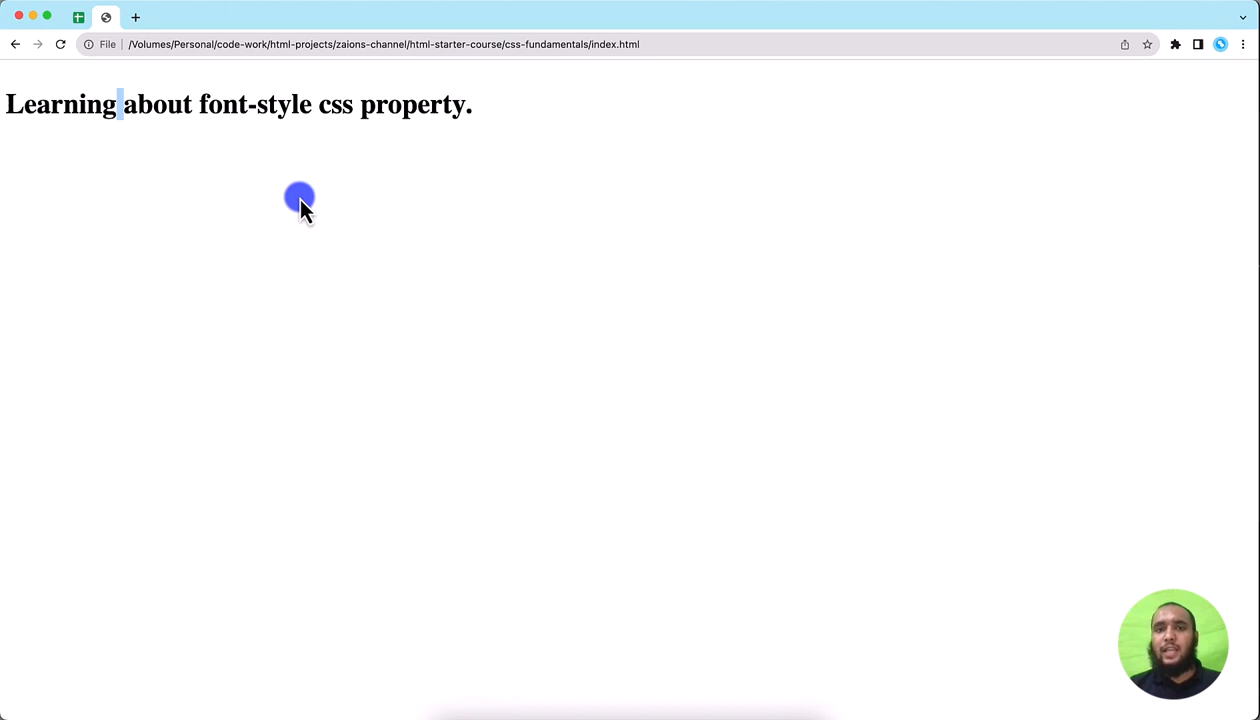 File
/Volumes/Personal/code-work/html-projects/zaions-channel/html-starter-course/css-fundamentals/index.html
Learning about font-style css property.